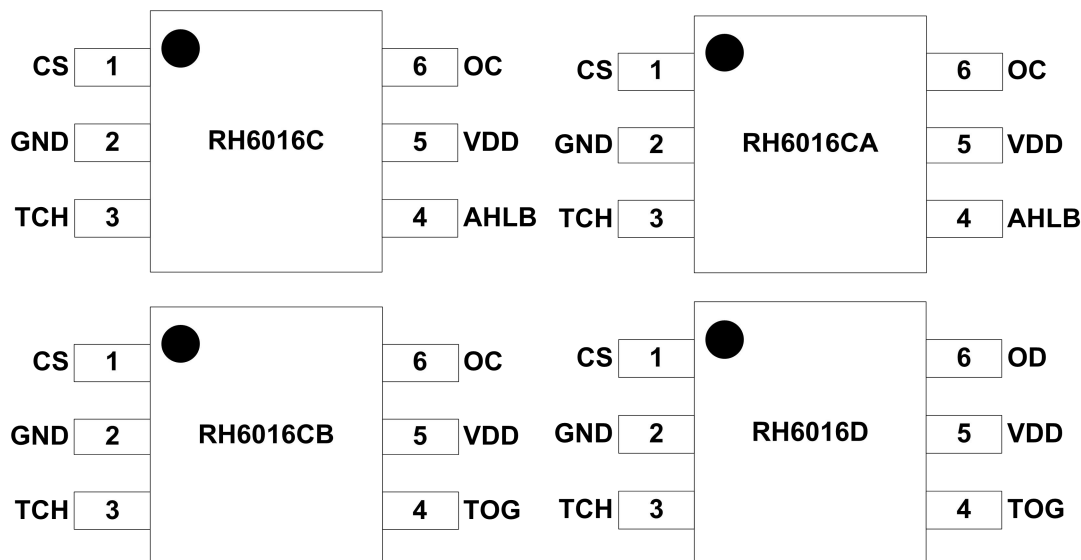 CS 1 6 OC
GND 2 RH6016C 5 VDD
TCH 3 4 AHLB
CS 1 6 OC
GND 2 RH6016CA 5 VDD
TCH 3 4 AHLB
CS 1 6 OC
GND 2 RH6016CB 5 VDD
TCH 3 4 TOG
CS 1 6 OD
GND 2 RH6016D 5 VDD
TCH 3 4 TOG